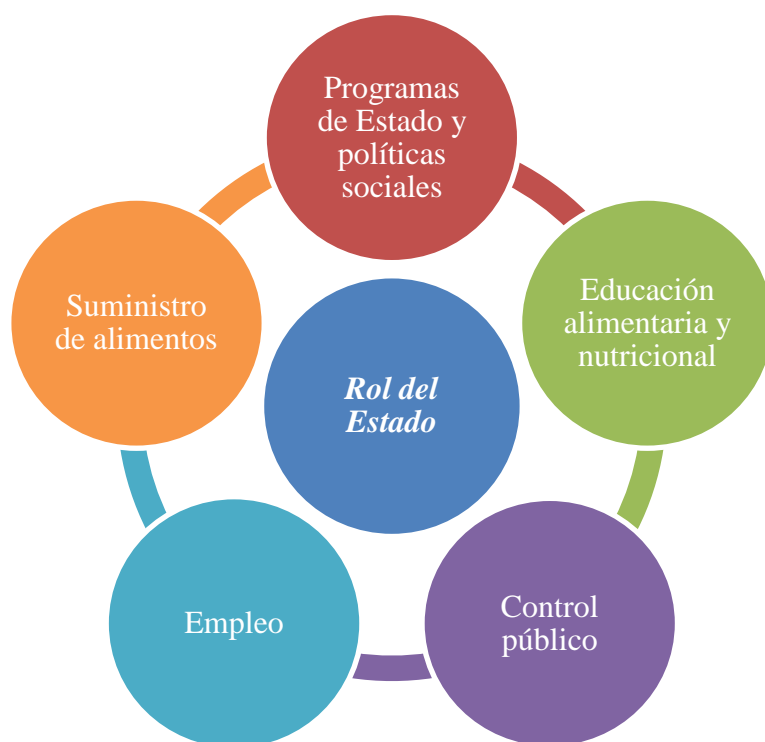 Programas
de Estado y
políticas
sociales
Educación
alimentaria y
nutricional
Control
público
Empleo
Suministro
de alimentos
Rol del
Estado